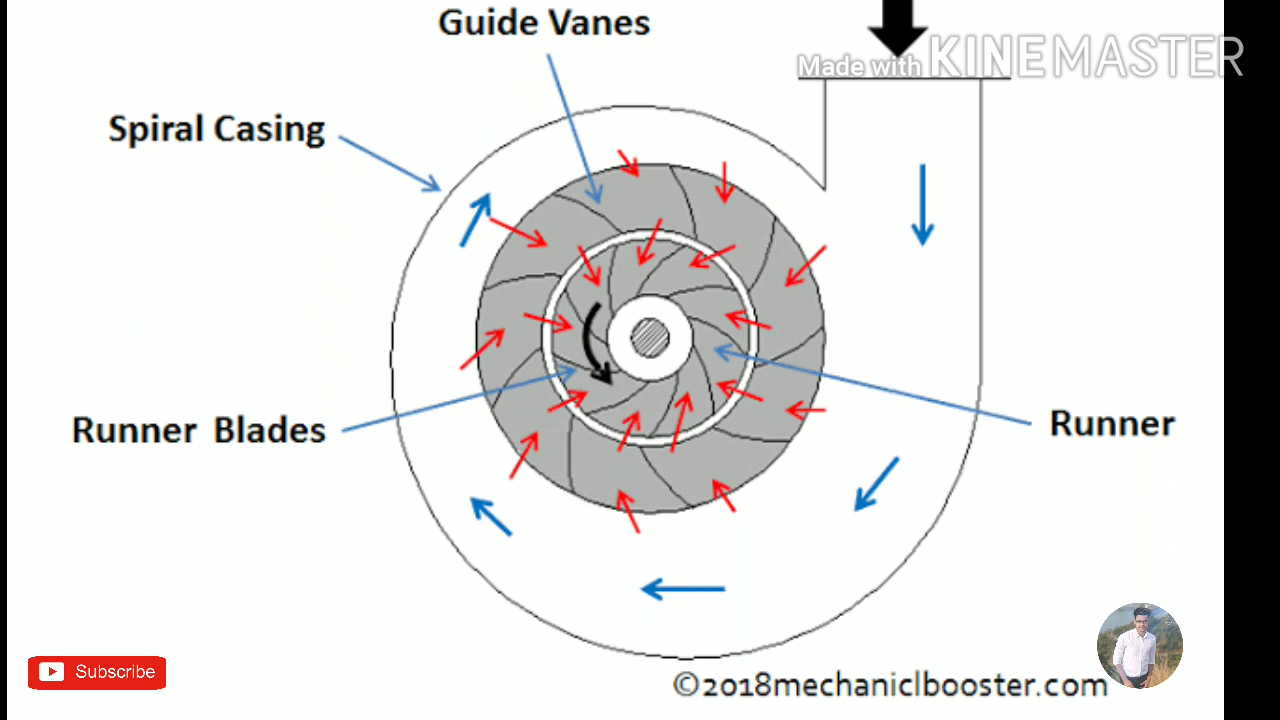 Guide Vanes
Made with KINEMASTER
Spiral Casing
Runner Blades
Runner
Subscribe
©2018mechaniclbooster.com